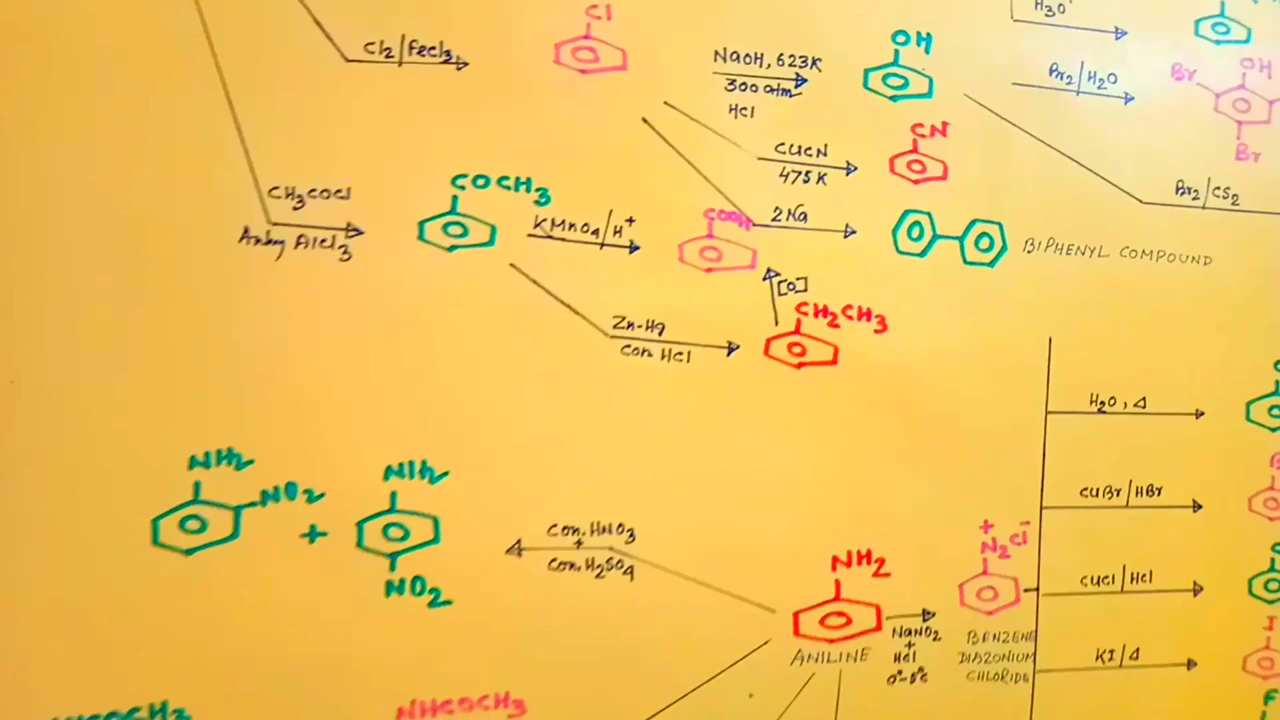 Cl
Cl2/FeCl3
NaOH, 623K
300 atm
HCl
OH
H3O
Br2/H2O
Br
OH
Br
CUCN
475K
CN
Br2/CS2
CH3COCl
Anhy AlCl3
COCH3
KMnO4/H+
COOH
2Na
BIPHENYL COMPOUND
[O]
Zn-Hg
Con HCl
CH2CH3
H2O, Δ
CUBr/HBr
CUCl/HCl
KI/Δ
I
F
NH2
NO2
+
NH2
NO2
Con. HNO3
+
Con. H2SO4
NH2
ANILINE
NaNO2
+
HCl
0°-5°C
+ -
N2Cl
BENZENE
DIAZONIUM
CHLORIDE
NHCOCH3